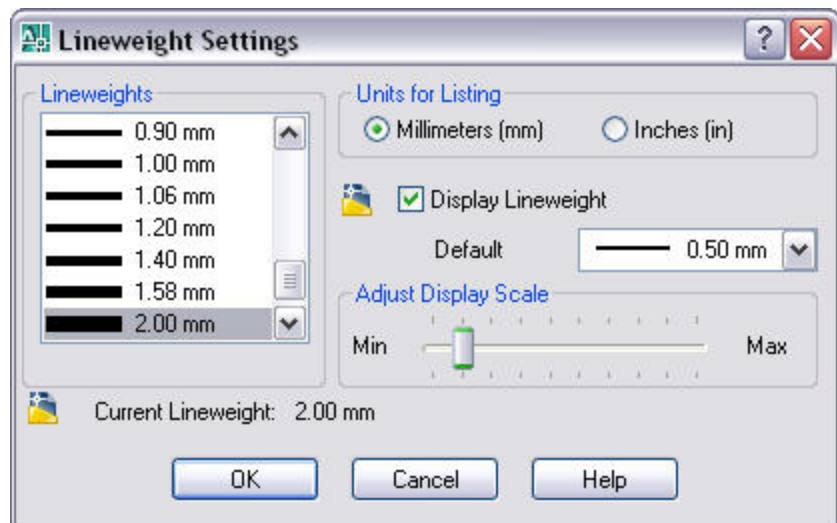 Lineweight Settings
Lineweights
0.90 mm
1.00 mm
1.06 mm
1.20 mm
1.40 mm
1.58 mm
2.00 mm
Units for Listing
Millimeters (mm) Inches (in)
Display Lineweight
Default 0.50 mm
Adjust Display Scale
Min Max
Current Lineweight: 2.00 mm
OK Cancel Help